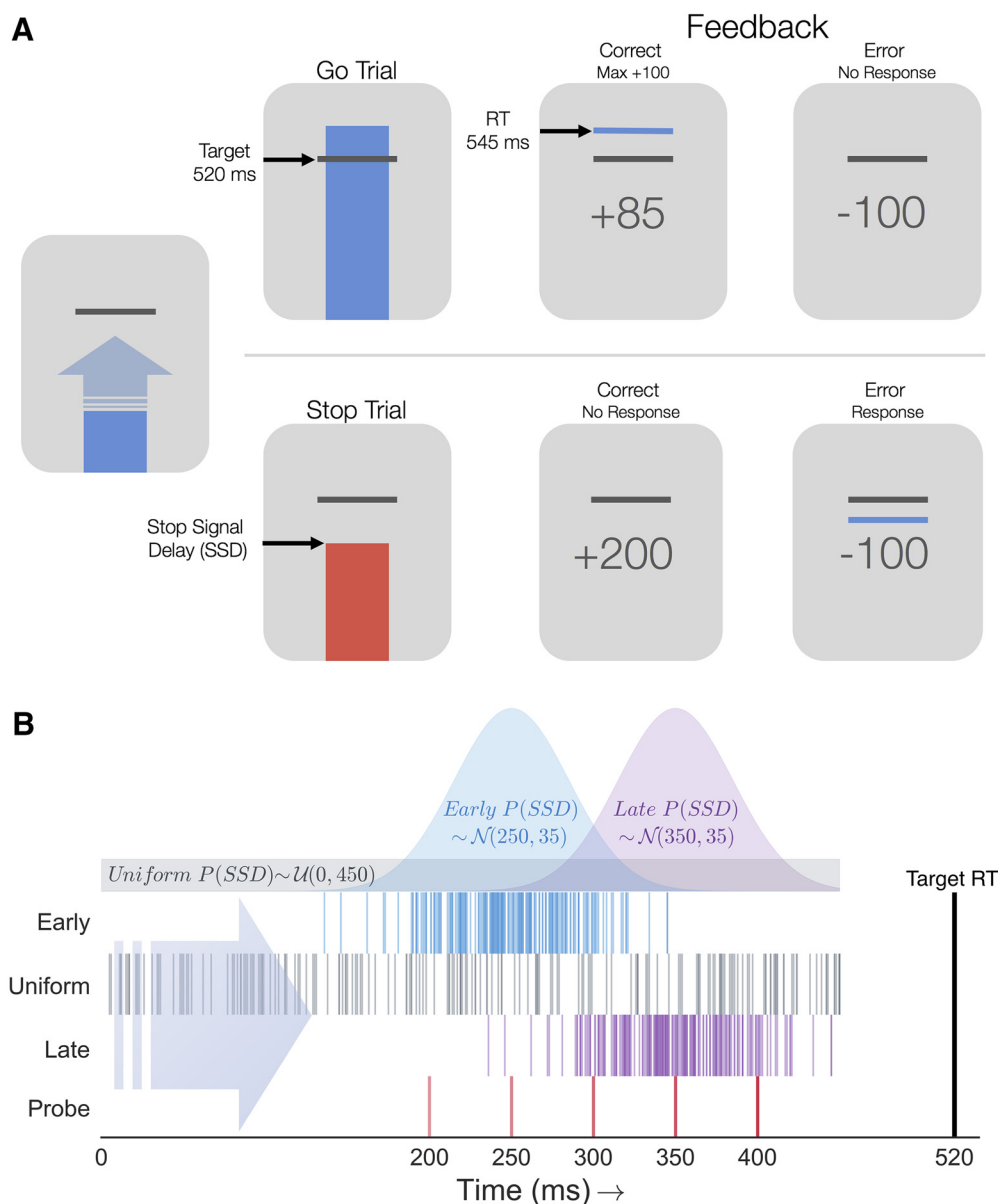 A
Feedback
Go Trial
Correct
Max +100
Error
No Response
Target
520 ms
RT
545 ms
+85
-100
Stop Trial
Correct
No Response
Error
Response
Stop Signal
Delay (SSD)
+200
-100
B
Early P(SSD)
~ N(250, 35)
Late P(SSD)
~ N(350, 35)
Uniform P(SSD)~U(0, 450)
Target RT
Early
Uniform
Late
Probe
0 200 250 300 350 400 520
Time (ms) →